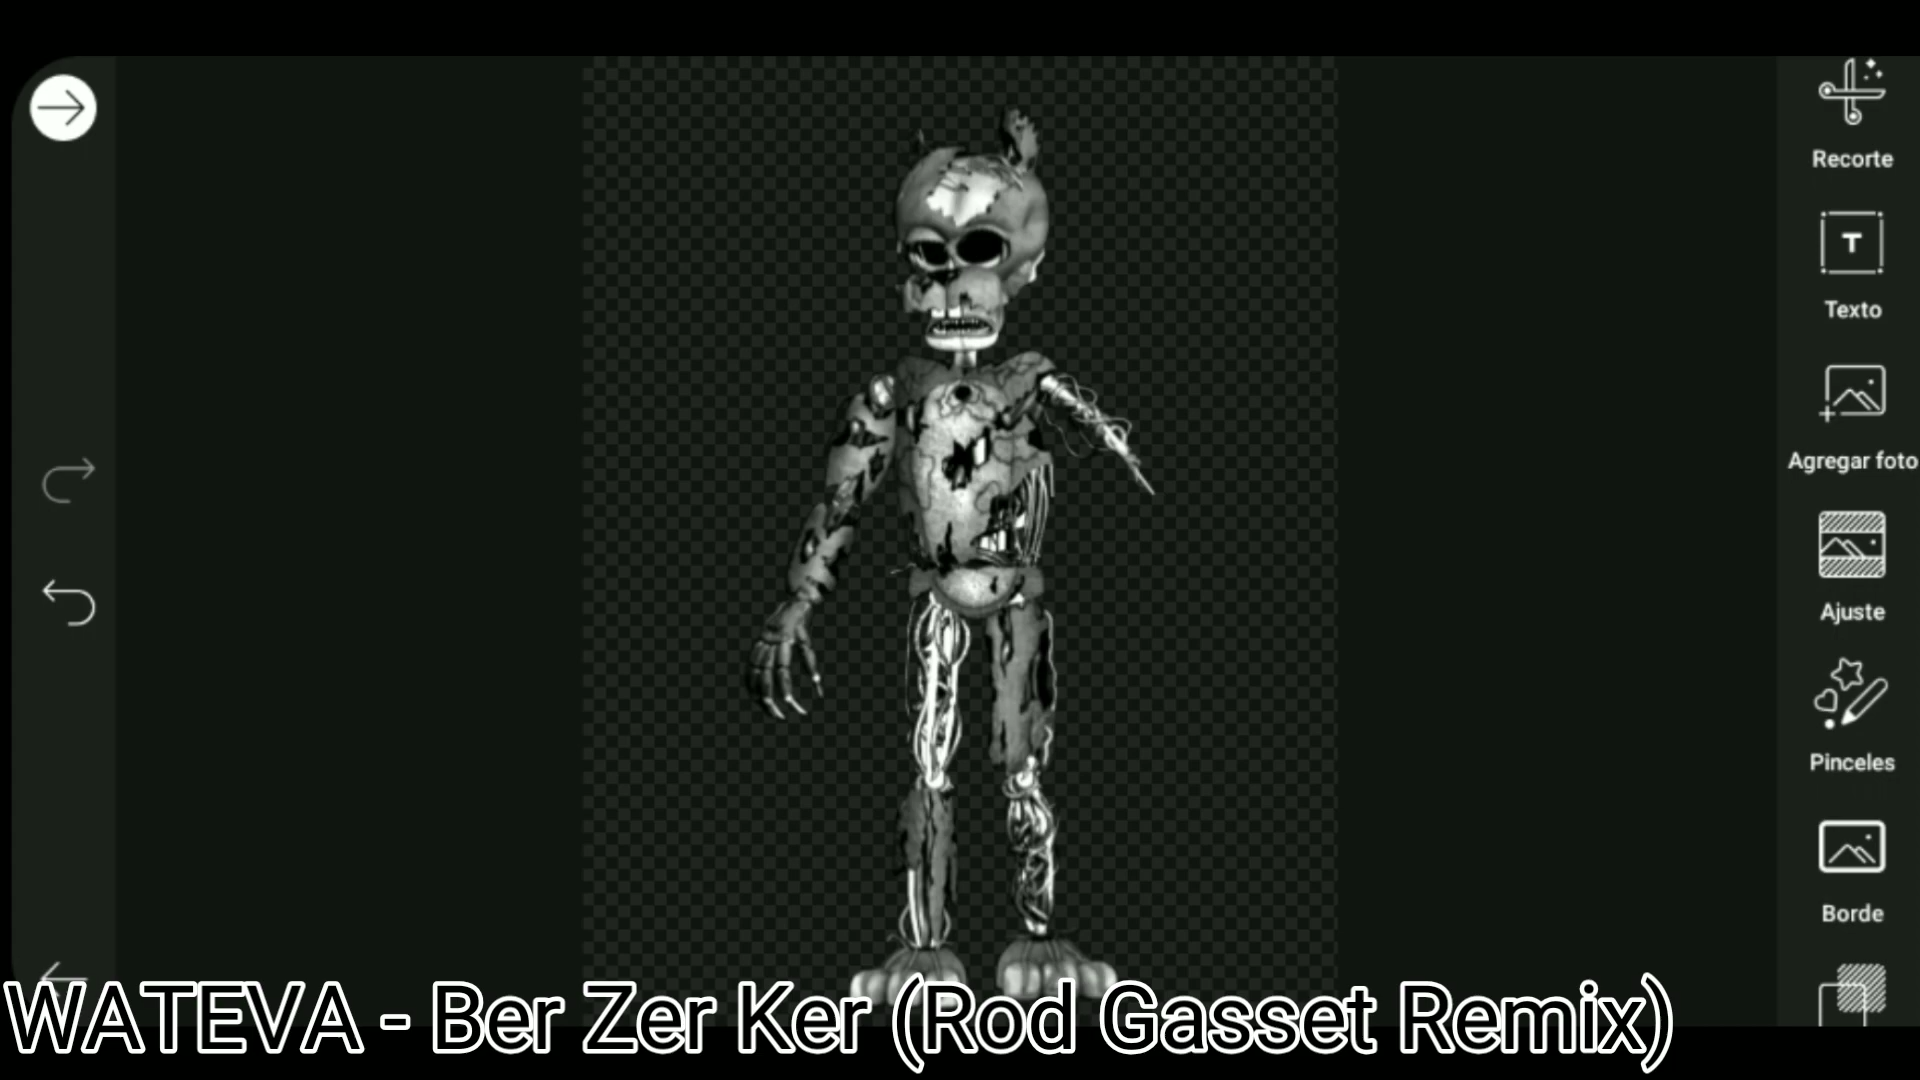 Recorte
T
Texto
Agregar foto
Ajuste
Pinceles
Borde
WATEVA - Ber Zer Ker (Rod Gasset Remix)